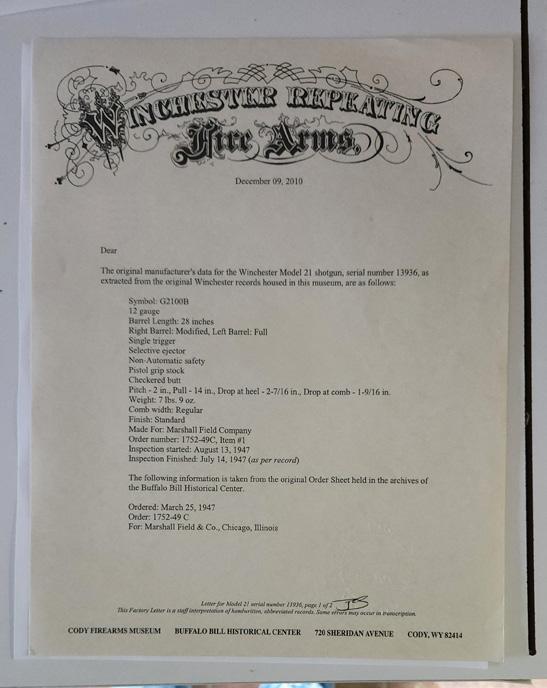 WINCHESTER REPEATING
Fire Arms,
December 09, 2010
Dear
The original manufacturer's data for the Winchester Model 21 shotgun, serial number 13936, as
extracted from the original Winchester records housed in this museum, are as follows:
Symbol: G2100B
12 gauge
Barrel Length: 28 inches
Right Barrel: Modified, Left Barrel: Full
Single trigger
Selective ejector
Non-Automatic safety
Pistol grip stock
Checkered butt
Pitch - 2 in., Pull - 14 in., Drop at heel - 2-7/16 in., Drop at comb - 1-9/16 in.
Weight: 7 lbs. 9 oz.
Comb width: Regular
Finish: Standard
Made For: Marshall Field Company
Order number: 1752-49C, Item #1
Inspection started: August 13, 1947
Inspection Finished: July 14, 1947 (as per record)
The following information is taken from the original Order Sheet held in the archives of
the Buffalo Bill Historical Center.
Ordered: March 25, 1947
Order: 1752-49 C
For: Marshall Field & Co., Chicago, Illinois
Letter for Model 21 serial number 13936, page 1 of 2
This Factory Letter is a staff interpretation of handwritten, abbreviated records. Some errors may occur in transcription.
CODY FIREARMS MUSEUM BUFFALO BILL HISTORICAL CENTER 720 SHERIDAN AVENUE CODY, WY 82414